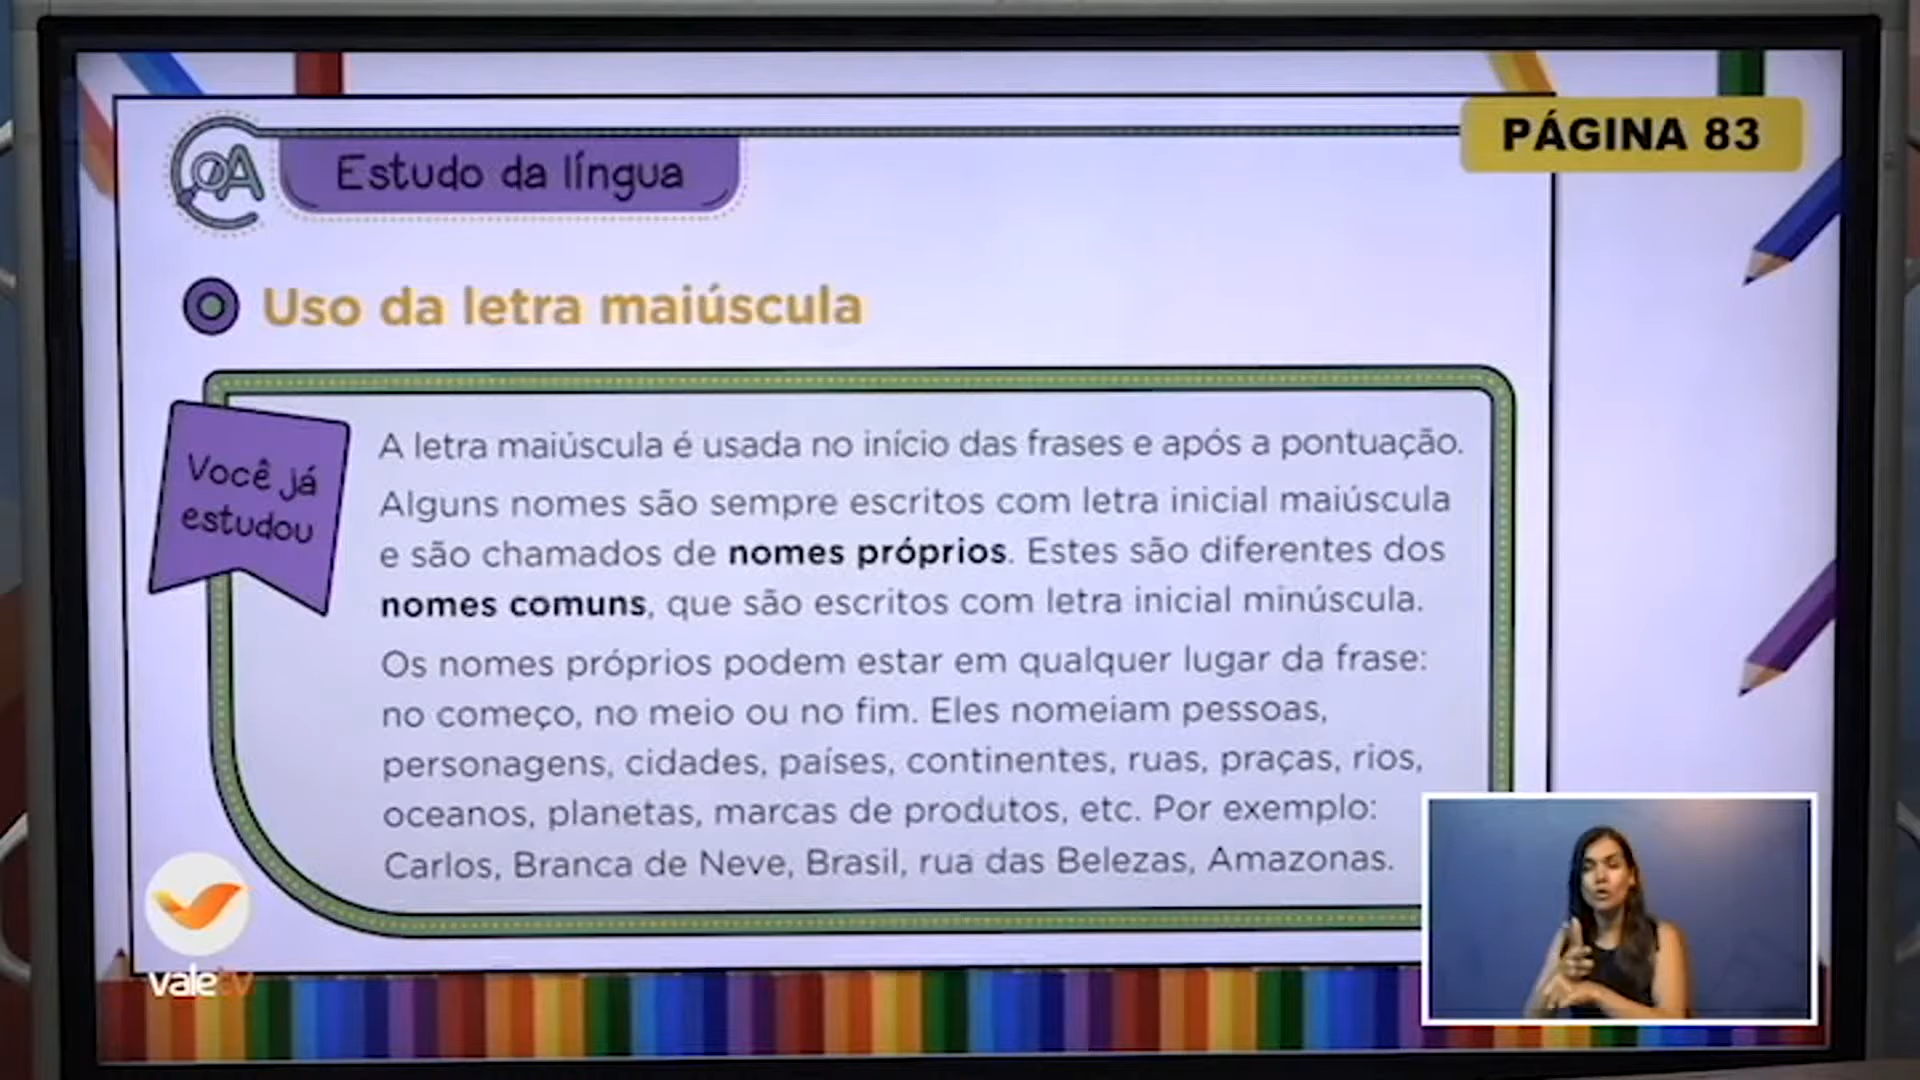 PÁGINA 83
Estudo da língua
Uso da letra maiúscula
Você já
estudou
A letra maiúscula é usada no início das frases e após a pontuação.
Alguns nomes são sempre escritos com letra inicial maiúscula
e são chamados de nomes próprios. Estes são diferentes dos
nomes comuns, que são escritos com letra inicial minúscula.
Os nomes próprios podem estar em qualquer lugar da frase:
no começo, no meio ou no fim. Eles nomeiam pessoas,
personagens, cidades, países, continentes, ruas, praças, rios,
oceanos, planetas, marcas de produtos, etc. Por exemplo:
Carlos, Branca de Neve, Brasil, rua das Belezas, Amazonas.
valetv